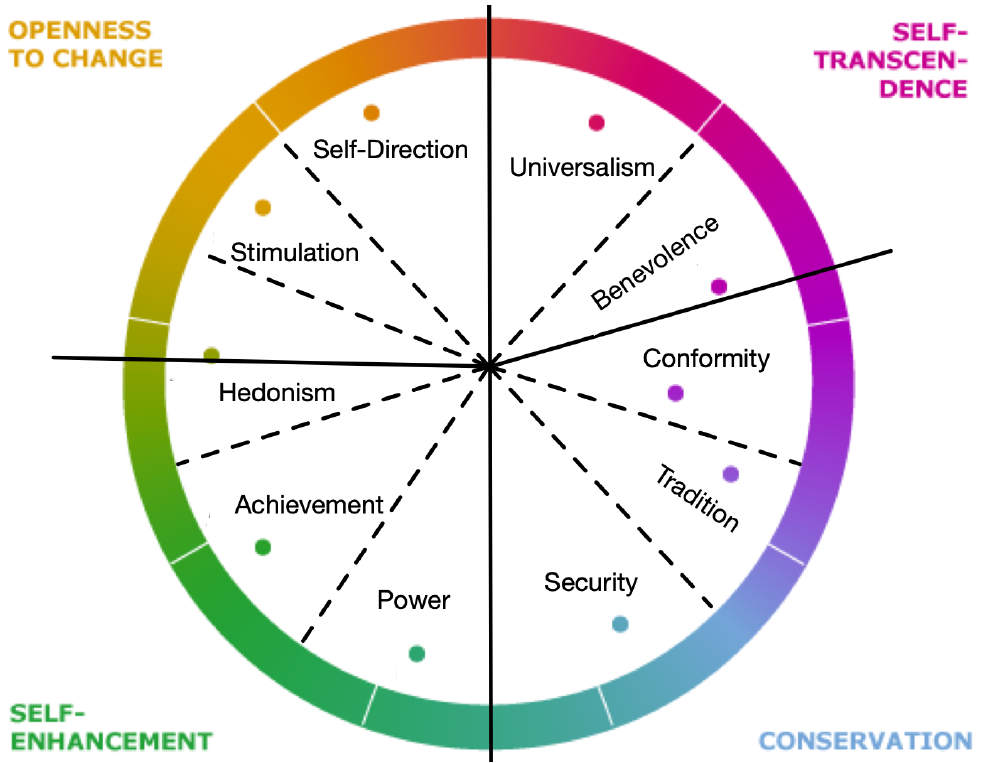 OPENNESS
TO CHANGE
SELF-
TRANSCEN-
DENCE
Self-Direction
Universalism
Stimulation
Benevolence
Hedonism
Conformity
Achievement
Tradition
Power
Security
SELF-
ENHANCEMENT
CONSERVATION